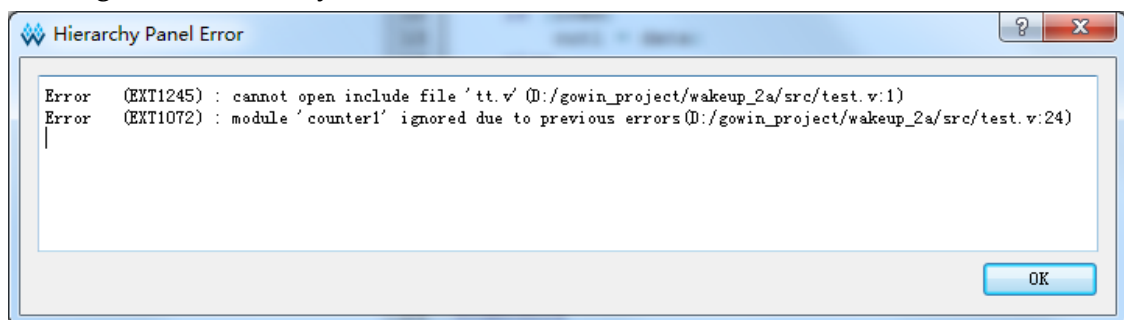 Hierarchy Panel Error
Error (EXT1245) : cannot open include file 'tt.v' (D:/gowin_project/wakeup_2a/src/test.v:1)
Error (EXT1072) : module 'counter1' ignored due to previous errors(D:/gowin_project/wakeup_2a/src/test.v:24)
OK